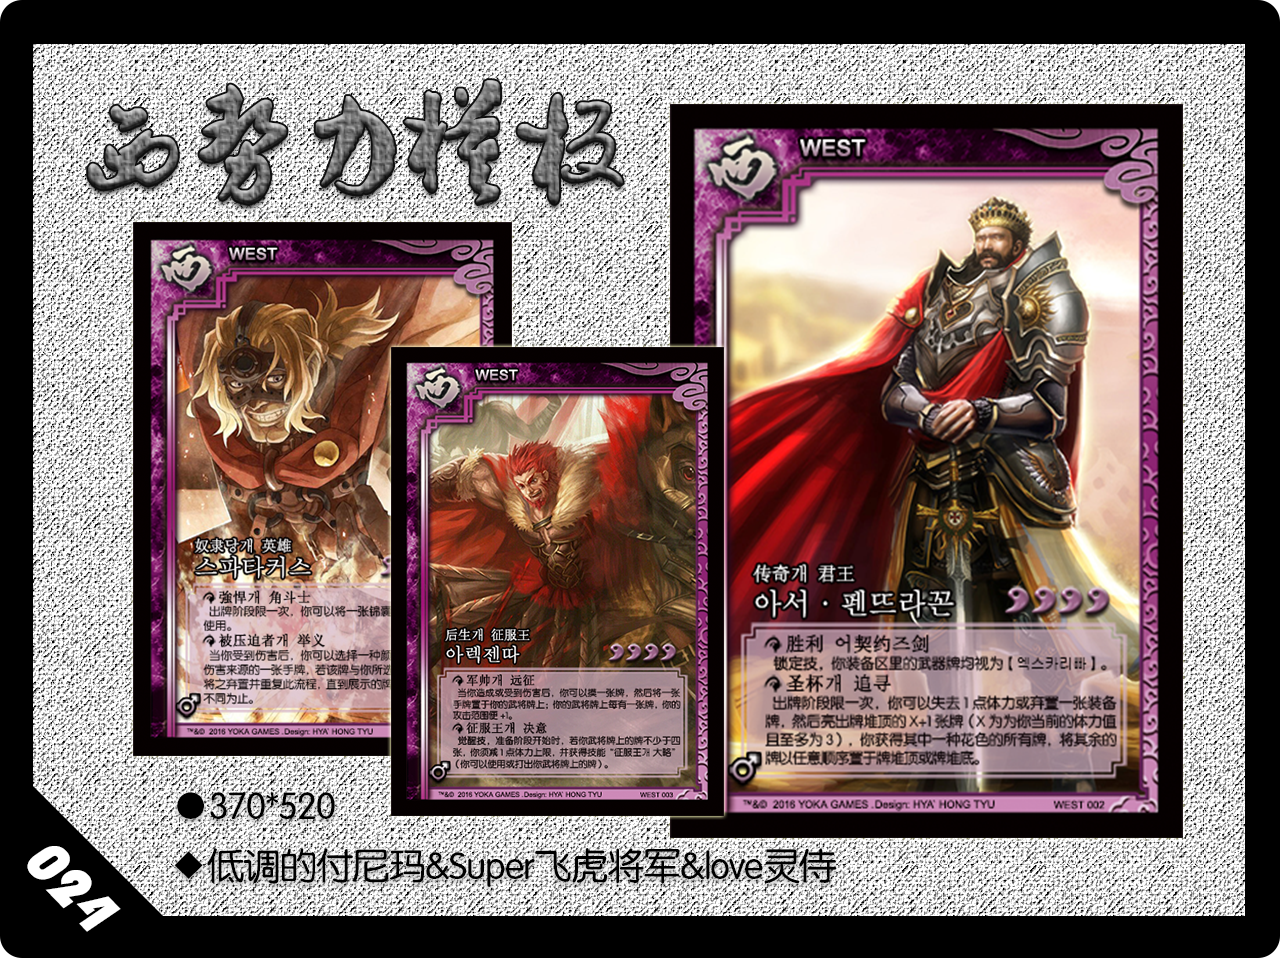 西势力模板
西 WEST
奴隶당개 英雄
스파타커스
強悍개 角斗士
出牌阶段限一次，你可以将一张锦囊
使用。
被压迫者개 举义
当你受到伤害后，你可以选择一种颜
伤害来源的一张手牌，若该牌与你所选
将之弃置并重复此流程，直到展示的牌
不同为止。
™&© 2016 YOKA GAMES .Design: HYA' HONG TYU
西 WEST
后生개 征服王
아렉젠따
军帅개 远征
当你造成或受到伤害后，你可以摸一张牌，然后将一张
手牌置于你的武将牌上；你的武将牌上每有一张牌，你的
攻击范围便 +1。
征服王개 决意
觉醒技，准备阶段开始时，若你武将牌上的牌不少于四
张，你须减1点体力上限，并获得技能“征服王개 大略”
（你可以使用或打出你武将牌上的牌）。
™&© 2016 YOKA GAMES .Design: HYA' HONG TYU WEST 003
西 WEST
传奇개 君王
아서 · 펜뜨라꼰
胜利 어契约즈剑
锁定技，你装备区里的武器牌均视为【엑스카리빠】。
圣杯개 追寻
出牌阶段限一次，你可以失去1点体力或弃置一张装备
牌，然后亮出牌堆顶的 X+1 张牌（X 为为你当前的体力值
且至多为 3），你获得其中一种花色的所有牌，将其余的
牌以任意顺序置于牌堆顶或牌堆底。
™&© 2016 YOKA GAMES .Design: HYA' HONG TYU WEST 002
●370*520
◆低调的付尼玛&Super飞虎将军&love灵侍
024